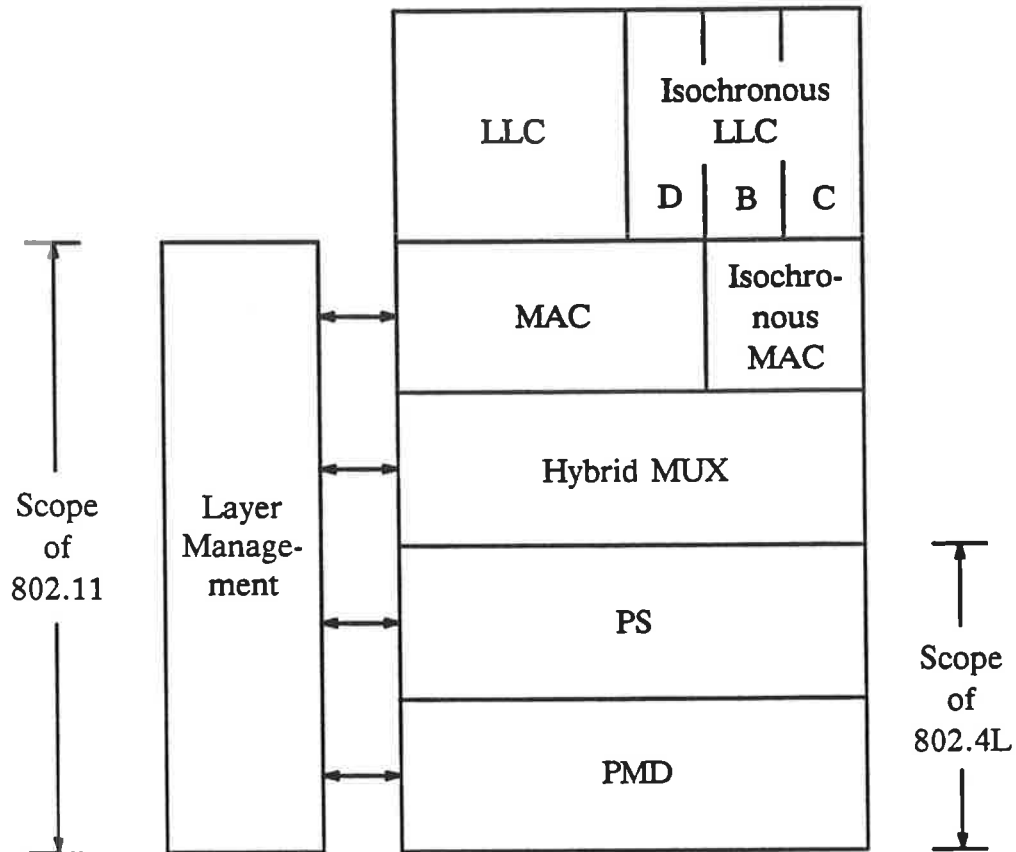 LLC
Isochronous
LLC
D B C
MAC
Isochro-
nous
MAC
Hybrid MUX
Scope
of
802.11
Layer
Manage-
ment
PS
Scope
of
802.4L
PMD